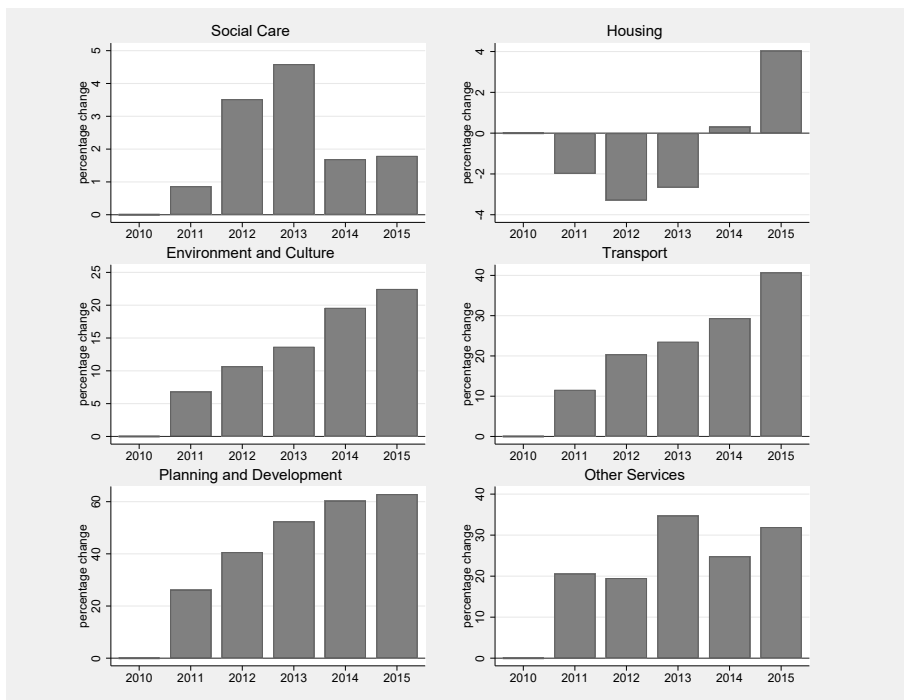 Social Care
percentage change
5
4
3
2
1
0
2010 2011 2012 2013 2014 2015
Housing
percentage change
4
2
0
-2
-4
2010 2011 2012 2013 2014 2015
Environment and Culture
percentage change
25
20
15
10
5
0
2010 2011 2012 2013 2014 2015
Transport
percentage change
40
30
20
10
0
2010 2011 2012 2013 2014 2015
Planning and Development
percentage change
60
40
20
0
2010 2011 2012 2013 2014 2015
Other Services
percentage change
40
30
20
10
0
2010 2011 2012 2013 2014 2015